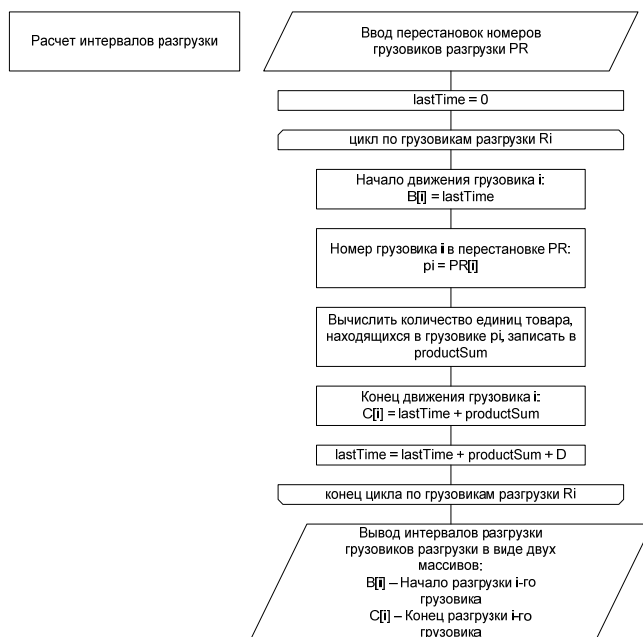 Расчет интервалов разгрузки
Ввод перестановок номеров
грузовиков разгрузки PR
lastTime = 0
цикл по грузовикам разгрузки Ri
Начало движения грузовика i:
B[i] = lastTime
Номер грузовика i в перестановке PR:
pi = PR[i]
Вычислить количество единиц товара,
находящихся в грузовике pi, записать в
productSum
Конец движения грузовика i:
C[i] = lastTime + productSum
lastTime = lastTime + productSum + D
конец цикла по грузовикам разгрузки Ri
Вывод интервалов разгрузки
грузовиков разгрузки в виде двух
массивов:
B[i] – Начало разгрузки i-го
грузовика
C[i] – Конец разгрузки i-го
грузовика